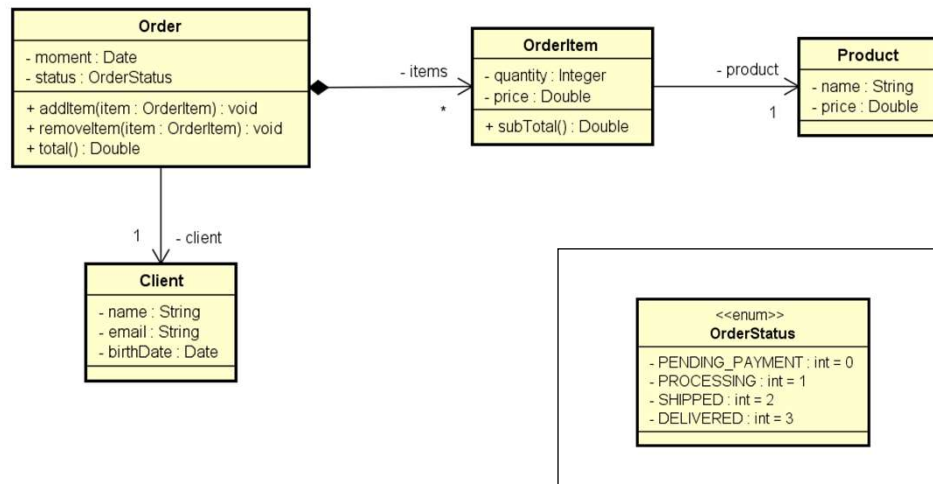 Order
- moment : Date
- status : OrderStatus
+ addItem(item : OrderItem) : void
+ removeItem(item : OrderItem) : void
+ total() : Double
- items
*
OrderItem
- quantity : Integer
- price : Double
+ subTotal() : Double
- product
1
Product
- name : String
- price : Double
1
- client
Client
- name : String
- email : String
- birthDate : Date
<<enum>>
OrderStatus
- PENDING_PAYMENT : int = 0
- PROCESSING : int = 1
- SHIPPED : int = 2
- DELIVERED : int = 3